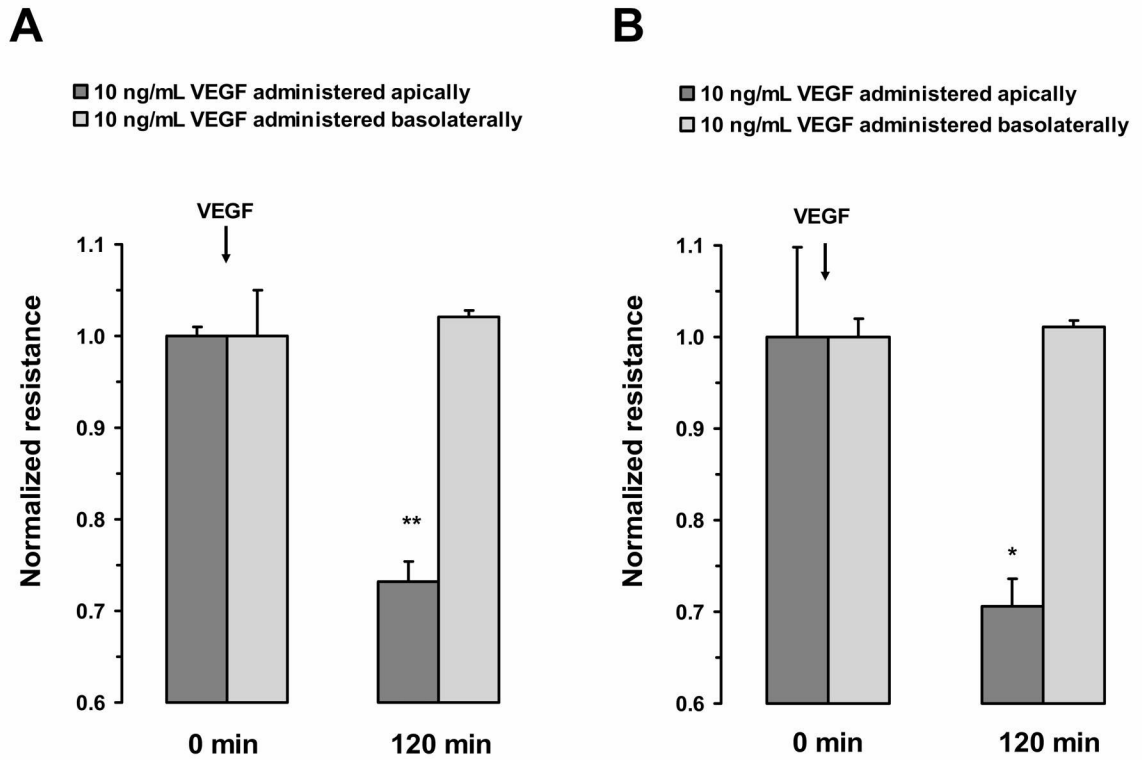 A
10 ng/mL VEGF administered apically
10 ng/mL VEGF administered basolaterally
VEGF
Normalized resistance
1.1
1.0
0.9
0.8
0.7
0.6
**
0 min
120 min
B
10 ng/mL VEGF administered apically
10 ng/mL VEGF administered basolaterally
VEGF
Normalized resistance
1.1
1.0
0.9
0.8
0.7
0.6
*
0 min
120 min